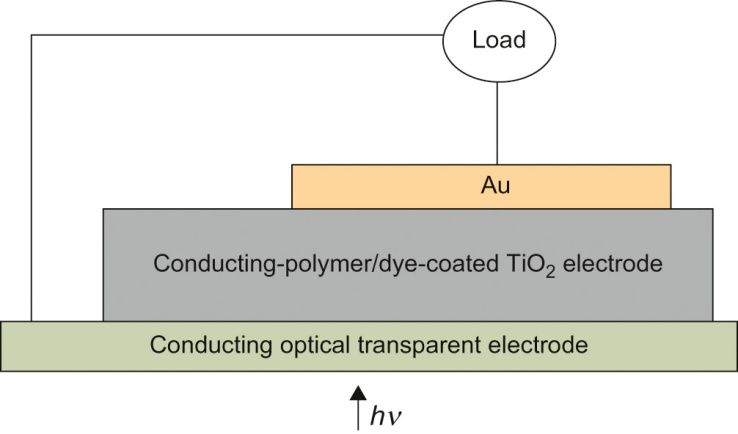 Load
Au
Conducting-polymer/dye-coated TiO₂ electrode
Conducting optical transparent electrode
hν